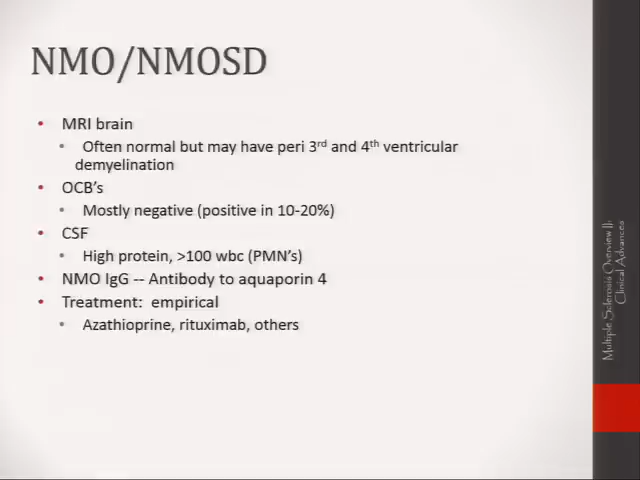 NMO/NMOSD
• MRI brain
• Often normal but may have peri 3rd and 4th ventricular
demyelination
• OCB's
• Mostly negative (positive in 10-20%)
• CSF
• High protein, >100 wbc (PMN's)
• NMO IgG -- Antibody to aquaporin 4
• Treatment: empirical
• Azathioprine, rituximab, others
Multiple Sclerosis Overview II:
Clinical Advances